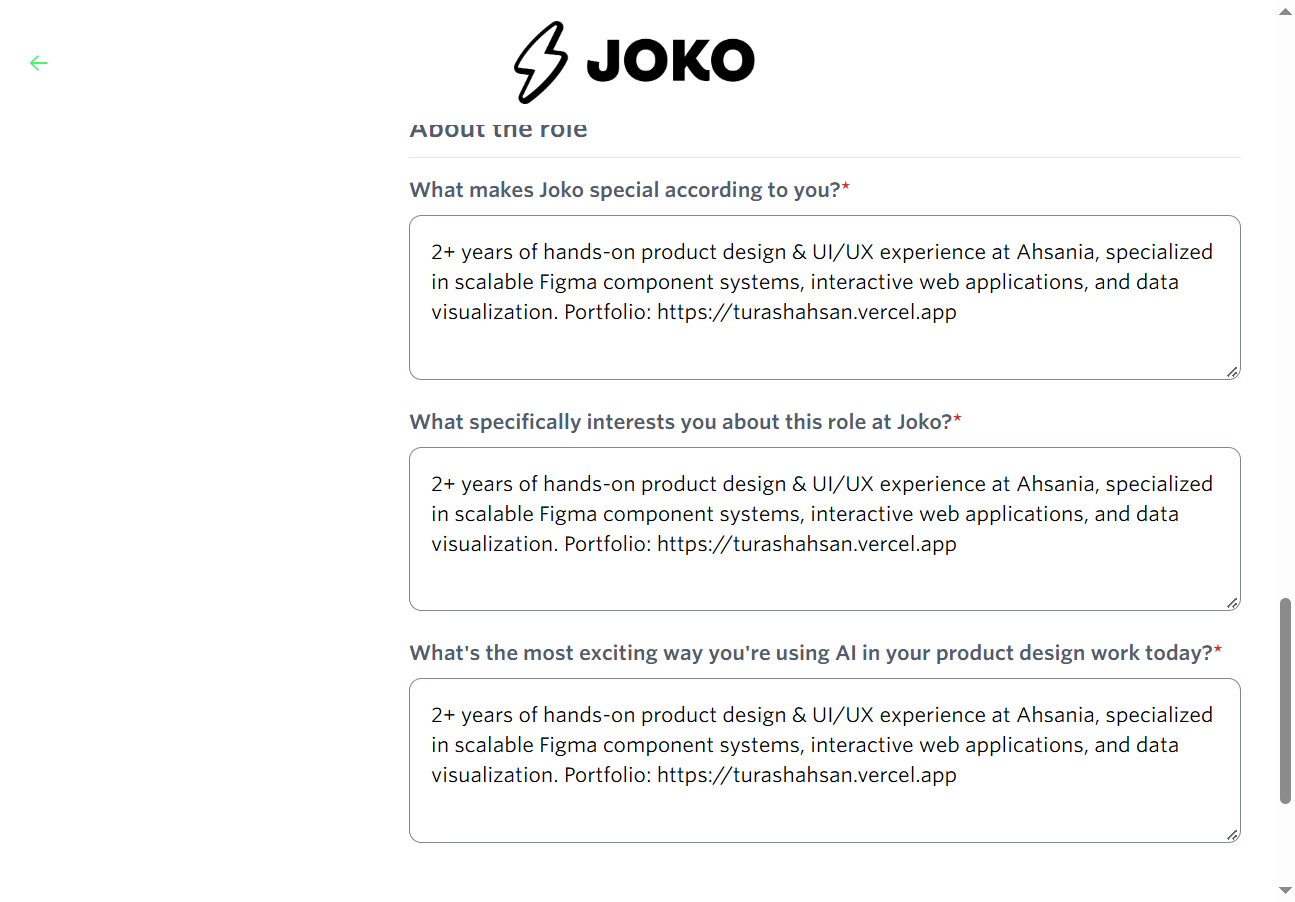 JOKO
About the role
What makes Joko special according to you?*
2+ years of hands-on product design & UI/UX experience at Ahsania, specialized
in scalable Figma component systems, interactive web applications, and data
visualization. Portfolio: https://turashahsan.vercel.app
What specifically interests you about this role at Joko?*
2+ years of hands-on product design & UI/UX experience at Ahsania, specialized
in scalable Figma component systems, interactive web applications, and data
visualization. Portfolio: https://turashahsan.vercel.app
What's the most exciting way you're using AI in your product design work today?*
2+ years of hands-on product design & UI/UX experience at Ahsania, specialized
in scalable Figma component systems, interactive web applications, and data
visualization. Portfolio: https://turashahsan.vercel.app